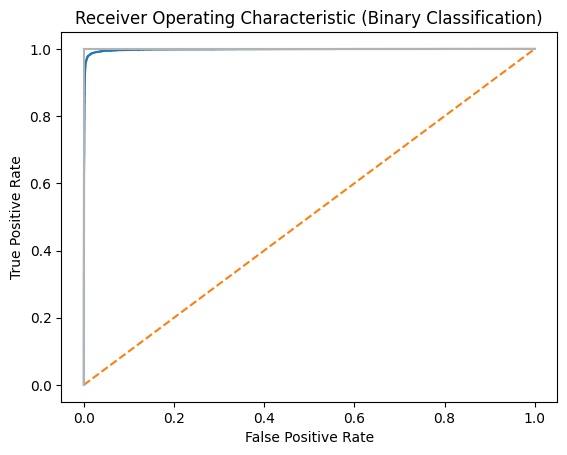 Receiver Operating Characteristic (Binary Classification)
True Positive Rate
1.0
0.8
0.6
0.4
0.2
0.0
0.0 0.2 0.4 0.6 0.8 1.0
False Positive Rate